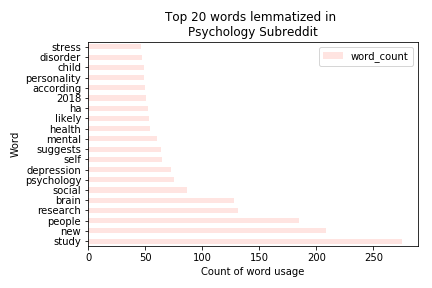 Top 20 words lemmatized in
Psychology Subreddit
word_count
stress
disorder
child
personality
according
2018
ha
likely
health
mental
suggests
self
depression
psychology
social
brain
research
people
new
study
Word
0 50 100 150 200 250
Count of word usage